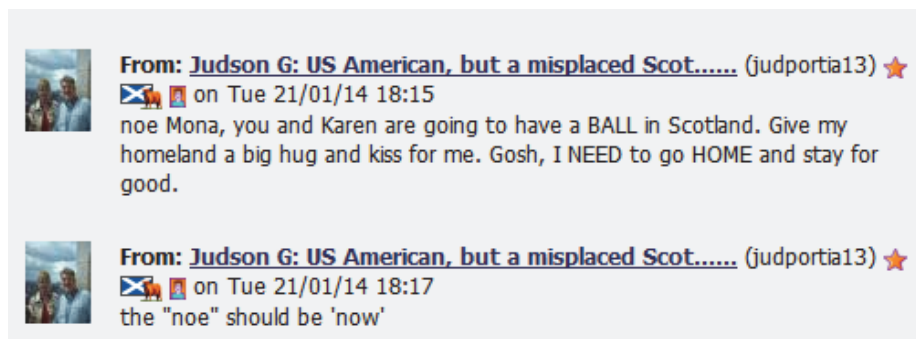 From: Judson G: US American, but a misplaced Scot...... (judportia13)
on Tue 21/01/14 18:15
noe Mona, you and Karen are going to have a BALL in Scotland. Give my
homeland a big hug and kiss for me. Gosh, I NEED to go HOME and stay for
good.
From: Judson G: US American, but a misplaced Scot...... (judportia13)
on Tue 21/01/14 18:17
the "noe" should be 'now'